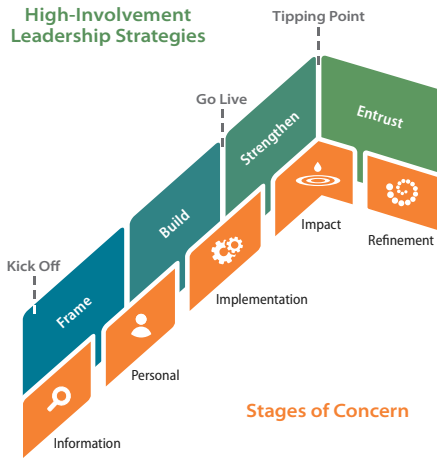 High-Involvement
Leadership Strategies
Tipping Point
Go Live
Kick Off
Frame
Build
Strengthen
Entrust
Information
Personal
Implementation
Impact
Refinement
Stages of Concern